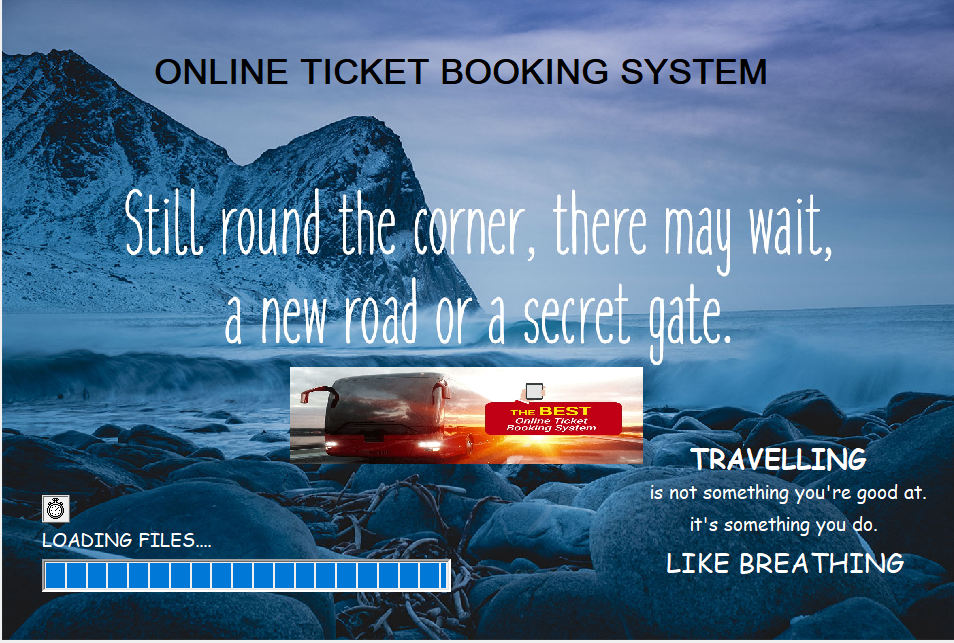 ONLINE TICKET BOOKING SYSTEM
Still round the corner, there may wait,
a new road or a secret gate.
THE BEST
Online Ticket
Booking System
TRAVELLING
is not something you're good at.
it's something you do.
LIKE BREATHING
LOADING FILES....